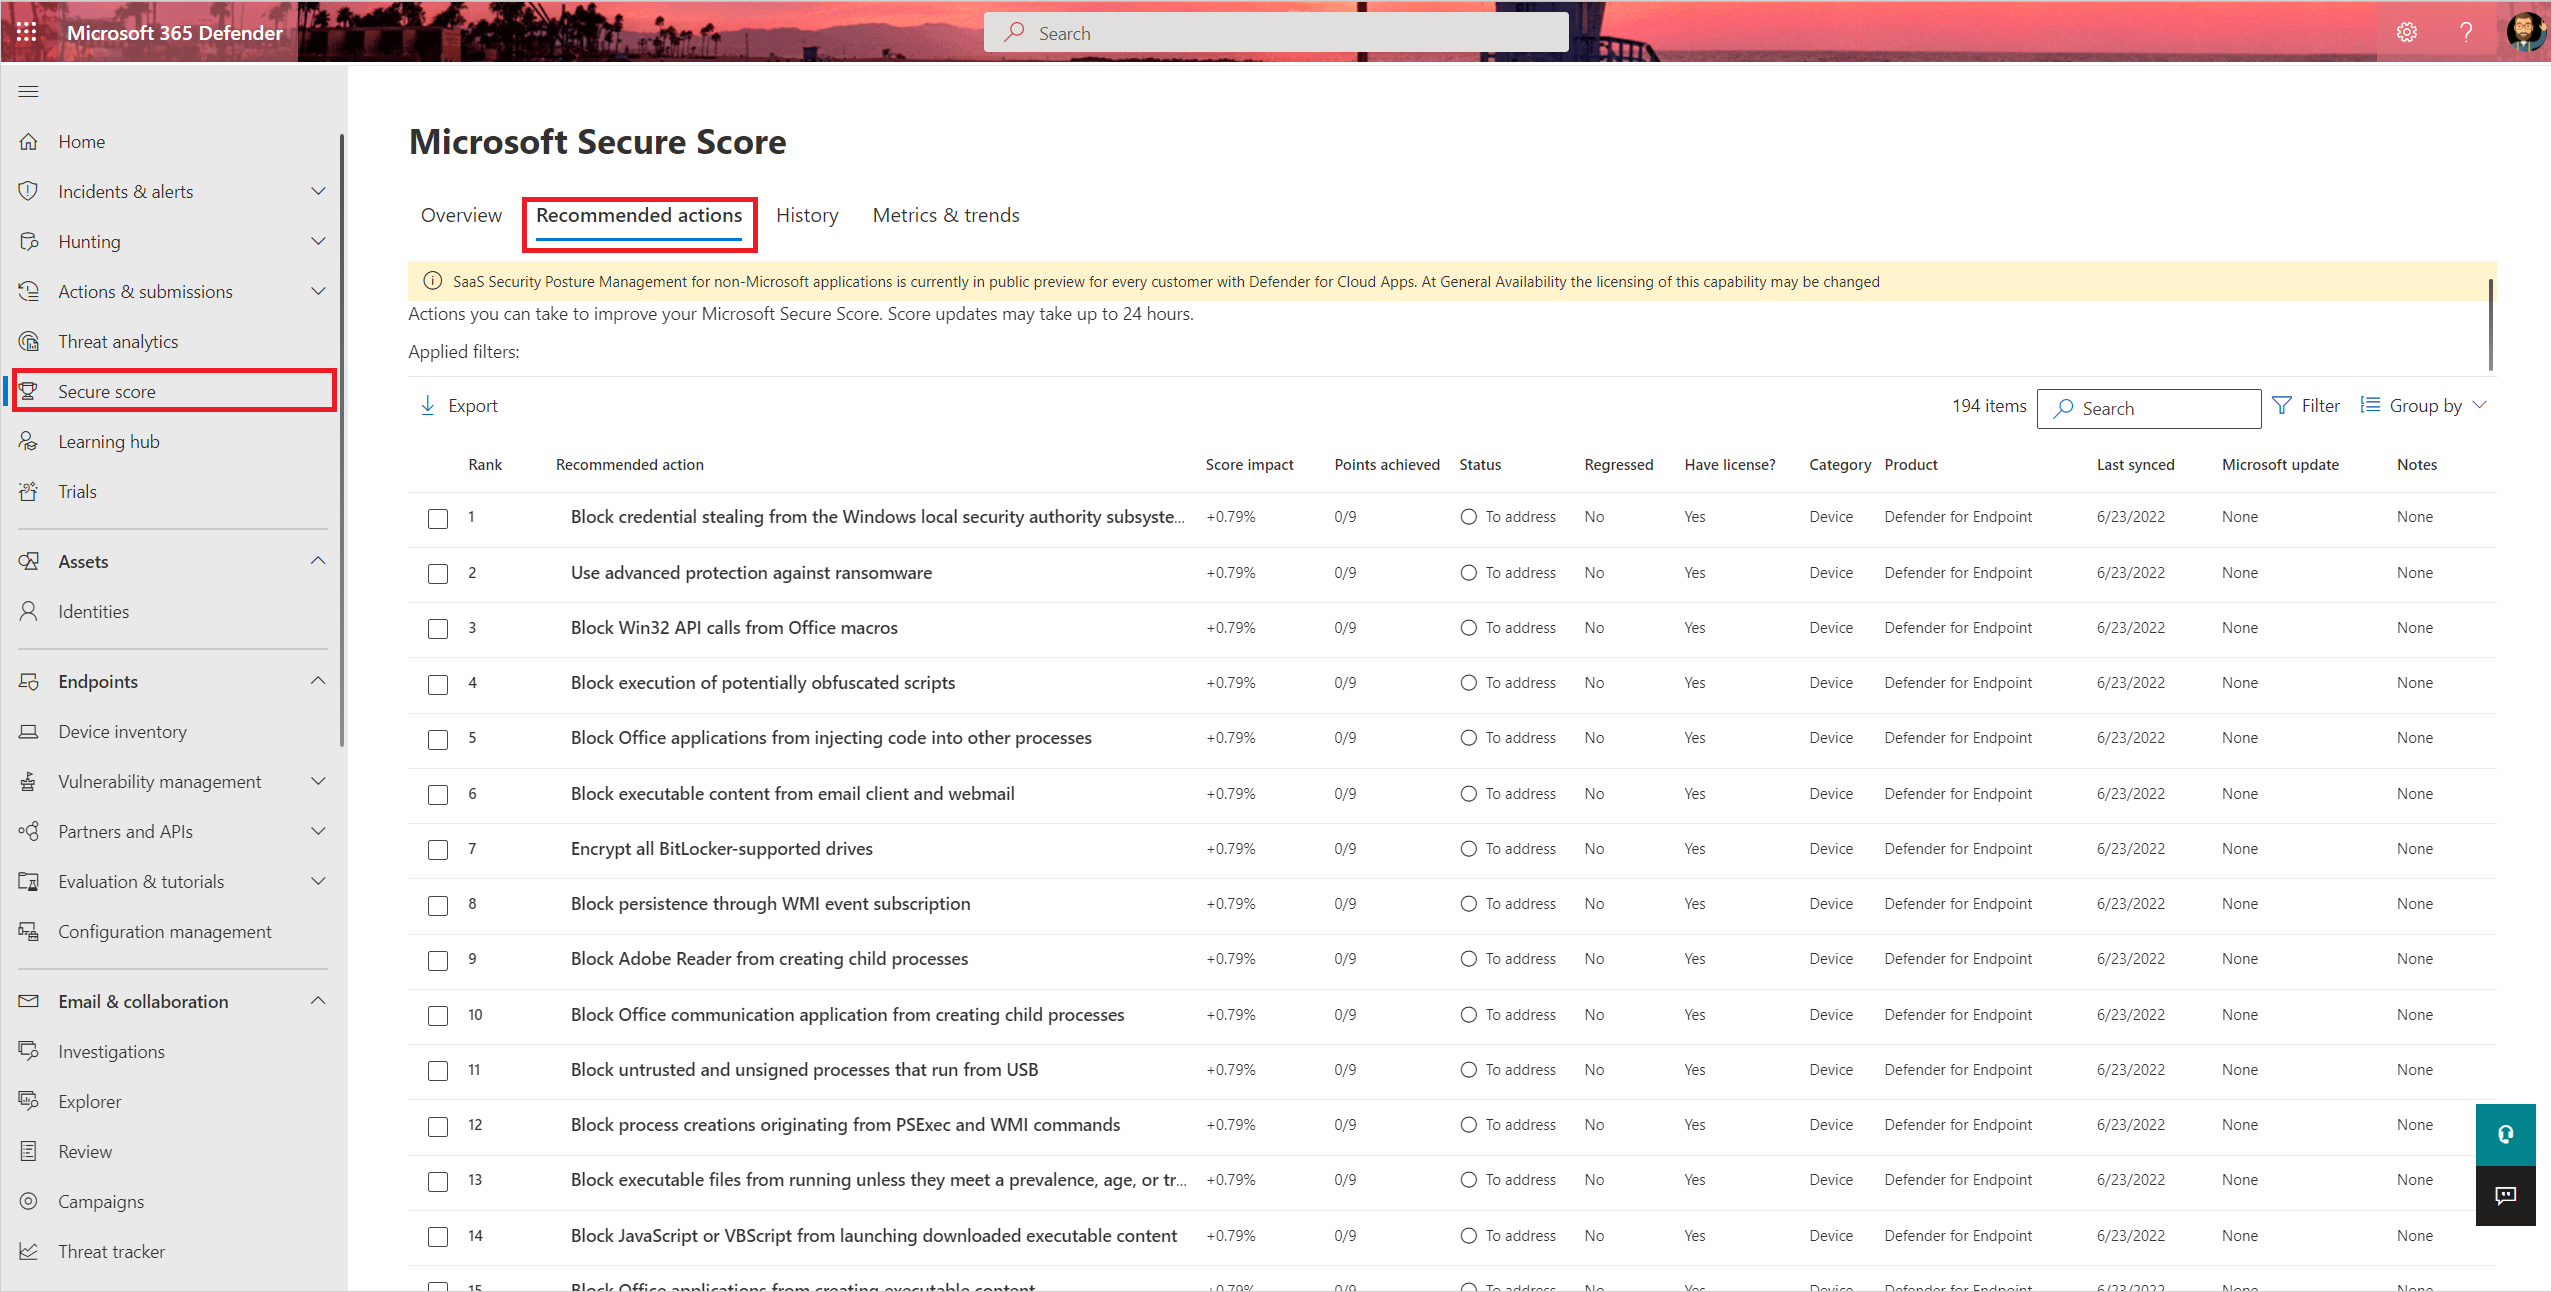 Microsoft 365 Defender
Search
Home
Incidents & alerts
Hunting
Actions & submissions
Threat analytics
Secure score
Learning hub
Trials
Assets
Identities
Endpoints
Device inventory
Vulnerability management
Partners and APIs
Evaluation & tutorials
Configuration management
Email & collaboration
Investigations
Explorer
Review
Campaigns
Threat tracker
Microsoft Secure Score
Overview Recommended actions History Metrics & trends
SaaS Security Posture Management for non-Microsoft applications is currently in public preview for every customer with Defender for Cloud Apps. At General Availability the licensing of this capability may be changed
Actions you can take to improve your Microsoft Secure Score. Score updates may take up to 24 hours.
Applied filters:
Export 194 items Search Filter Group by
Rank Recommended action Score impact Points achieved Status Regressed Have license? Category Product Last synced Microsoft update Notes
1 Block credential stealing from the Windows local security authority subsyste... +0.79% 0/9 To address No Yes Device Defender for Endpoint 6/23/2022 None None
2 Use advanced protection against ransomware +0.79% 0/9 To address No Yes Device Defender for Endpoint 6/23/2022 None None
3 Block Win32 API calls from Office macros +0.79% 0/9 To address No Yes Device Defender for Endpoint 6/23/2022 None None
4 Block execution of potentially obfuscated scripts +0.79% 0/9 To address No Yes Device Defender for Endpoint 6/23/2022 None None
5 Block Office applications from injecting code into other processes +0.79% 0/9 To address No Yes Device Defender for Endpoint 6/23/2022 None None
6 Block executable content from email client and webmail +0.79% 0/9 To address No Yes Device Defender for Endpoint 6/23/2022 None None
7 Encrypt all BitLocker-supported drives +0.79% 0/9 To address No Yes Device Defender for Endpoint 6/23/2022 None None
8 Block persistence through WMI event subscription +0.79% 0/9 To address No Yes Device Defender for Endpoint 6/23/2022 None None
9 Block Adobe Reader from creating child processes +0.79% 0/9 To address No Yes Device Defender for Endpoint 6/23/2022 None None
10 Block Office communication application from creating child processes +0.79% 0/9 To address No Yes Device Defender for Endpoint 6/23/2022 None None
11 Block untrusted and unsigned processes that run from USB +0.79% 0/9 To address No Yes Device Defender for Endpoint 6/23/2022 None None
12 Block process creations originating from PSExec and WMI commands +0.79% 0/9 To address No Yes Device Defender for Endpoint 6/23/2022 None None
13 Block executable files from running unless they meet a prevalence, age, or tr... +0.79% 0/9 To address No Yes Device Defender for Endpoint 6/23/2022 None None
14 Block JavaScript or VBScript from launching downloaded executable content +0.79% 0/9 To address No Yes Device Defender for Endpoint 6/23/2022 None None
15 Block Office applications from creating executable content +0.79% 0/9 To address No Yes Device Defender for Endpoint 6/23/2022 None None